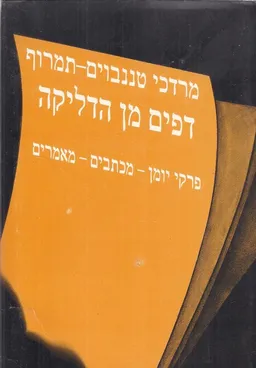 מרדכי טננבוים–תמרוף
דפים מן הדליקה
פרקי יומן – מכתבים – מאמרים